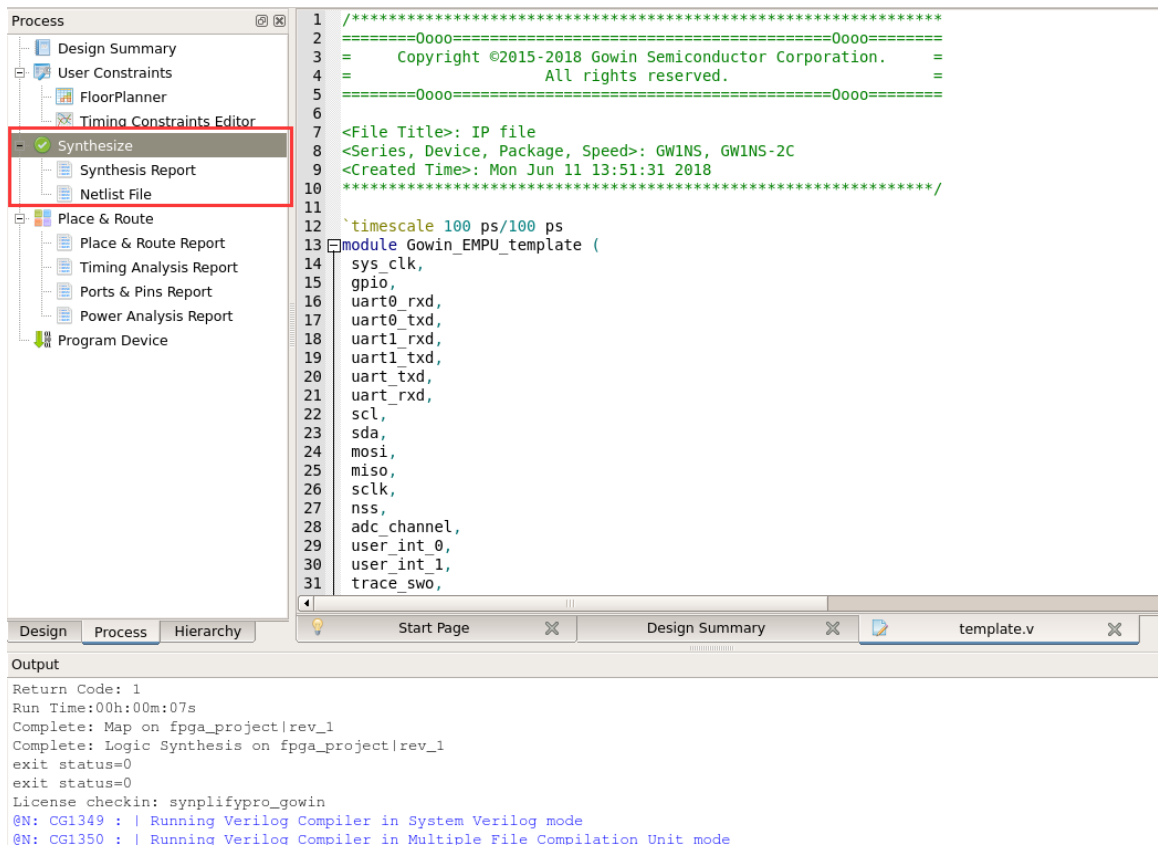 Process
Design Summary
User Constraints
FloorPlanner
Timing Constraints Editor
Synthesize
Synthesis Report
Netlist File
Place & Route
Place & Route Report
Timing Analysis Report
Ports & Pins Report
Power Analysis Report
Program Device
Design Process Hierarchy
1 /****************************************************************
2 ========Oooo=========================================Oooo========
3 =     Copyright ©2015-2018 Gowin Semiconductor Corporation.     =
4 =                     All rights reserved.                      =
5 ========Oooo=========================================Oooo========
6
7 <File Title>: IP file
8 <Series, Device, Package, Speed>: GW1NS, GW1NS-2C
9 <Created Time>: Mon Jun 11 13:51:31 2018
10 ****************************************************************/
11
12 `timescale 100 ps/100 ps
13 module Gowin_EMPU_template (
14 sys_clk,
15 gpio,
16 uart0_rxd,
17 uart0_txd,
18 uart1_rxd,
19 uart1_txd,
20 uart_txd,
21 uart_rxd,
22 scl,
23 sda,
24 mosi,
25 miso,
26 sclk,
27 nss,
28 adc_channel,
29 user_int_0,
30 user_int_1,
31 trace_swo,
Start Page Design Summary template.v
Output
Return Code: 1
Run Time:00h:00m:07s
Complete: Map on fpga_project|rev_1
Complete: Logic Synthesis on fpga_project|rev_1
exit status=0
exit status=0
License checkin: synplifypro_gowin
@N: CG1349 : | Running Verilog Compiler in System Verilog mode
@N: CG1350 : | Running Verilog Compiler in Multiple File Compilation Unit mode